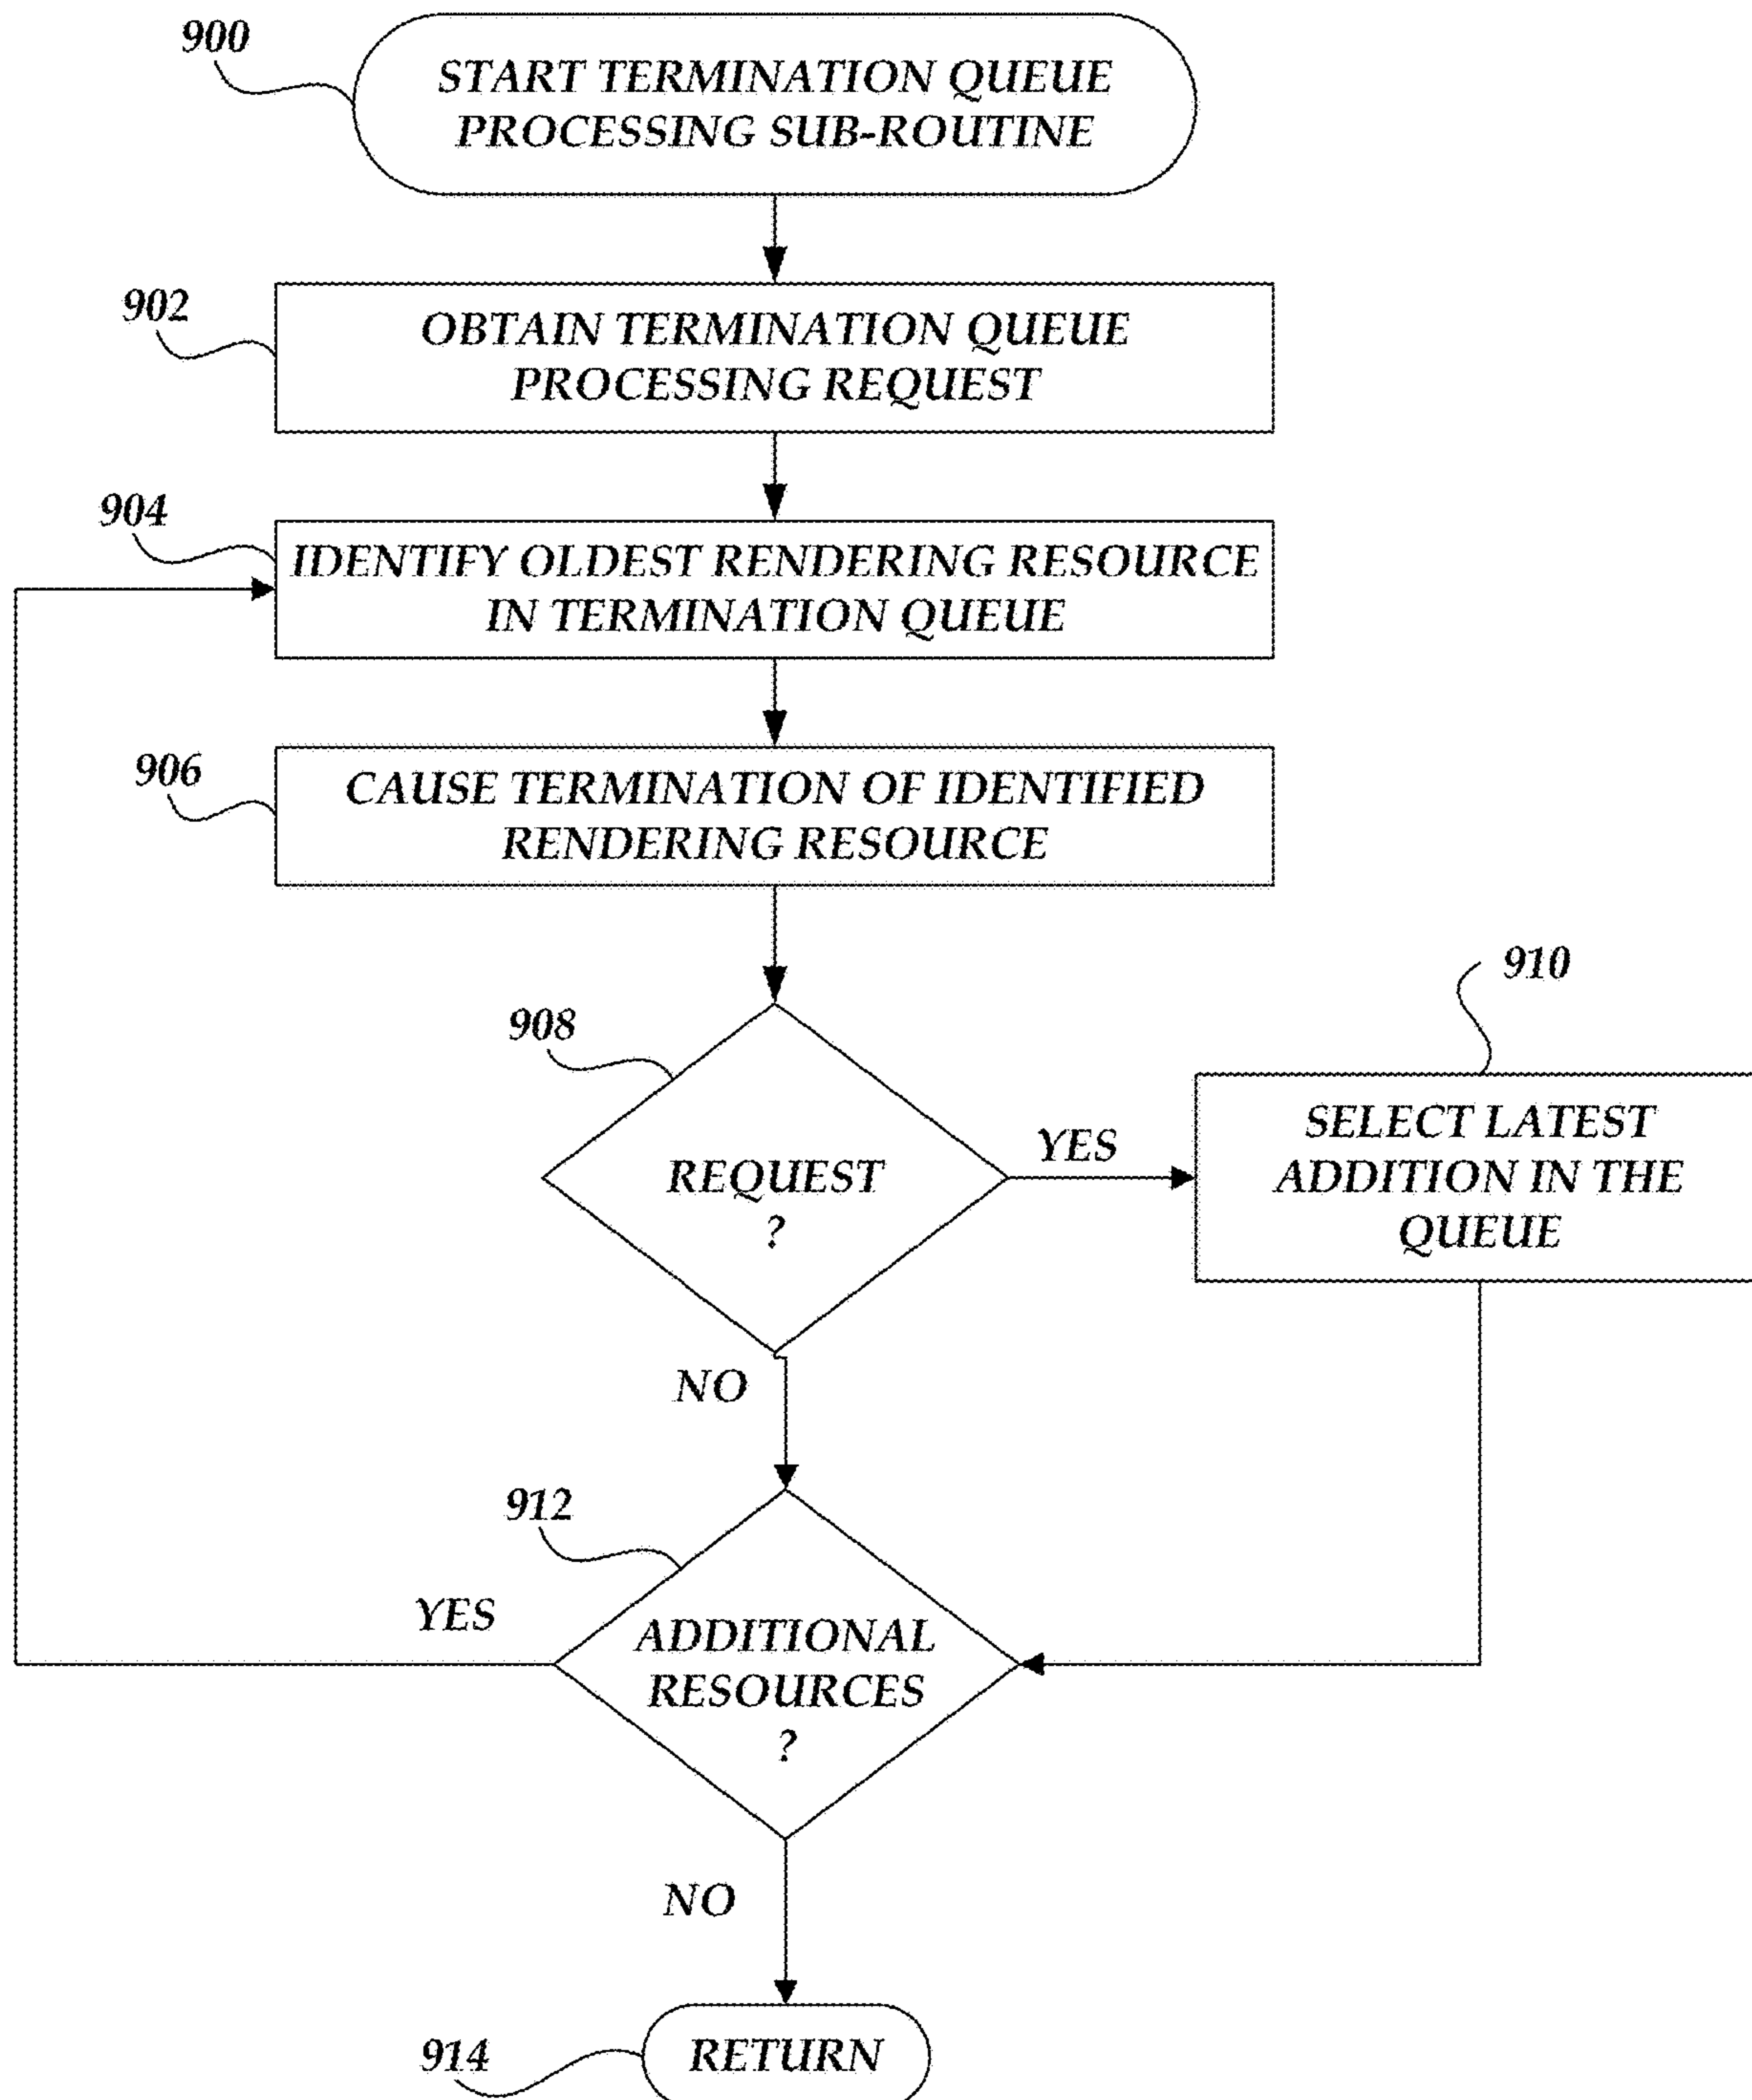 900
START TERMINATION QUEUE
PROCESSING SUB-ROUTINE
902
OBTAIN TERMINATION QUEUE
PROCESSING REQUEST
904
IDENTIFY OLDEST RENDERING RESOURCE
IN TERMINATION QUEUE
906
CAUSE TERMINATION OF IDENTIFIED
RENDERING RESOURCE
908
REQUEST
?
YES
910
SELECT LATEST
ADDITION IN THE
QUEUE
NO
912
ADDITIONAL
RESOURCES
?
YES
NO
914
RETURN